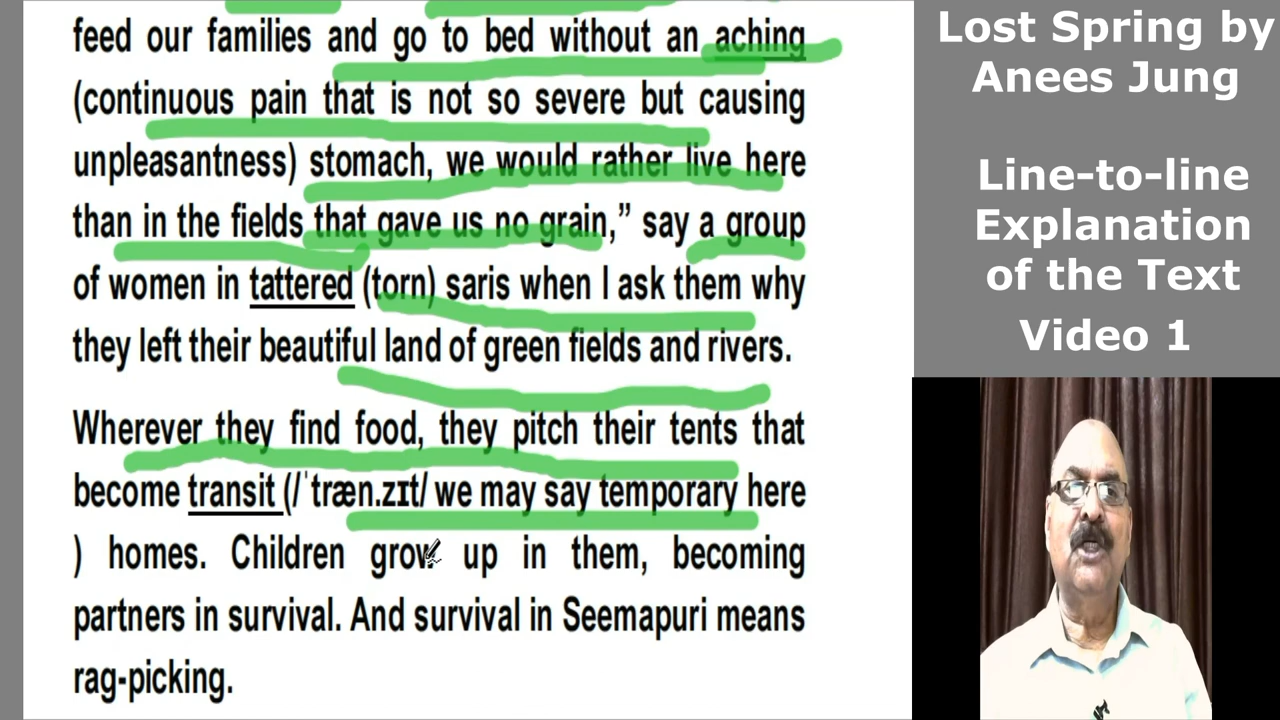 feed our families and go to bed without an aching
(continuous pain that is not so severe but causing
unpleasantness) stomach, we would rather live here
than in the fields that gave us no grain,” say a group
of women in tattered (torn) saris when I ask them why
they left their beautiful land of green fields and rivers.
Wherever they find food, they pitch their tents that
become transit (/ˈtræn.zɪt/ we may say temporary here
) homes. Children grow up in them, becoming
partners in survival. And survival in Seemapuri means
rag-picking.
Lost Spring by
Anees Jung
Line-to-line
Explanation
of the Text
Video 1